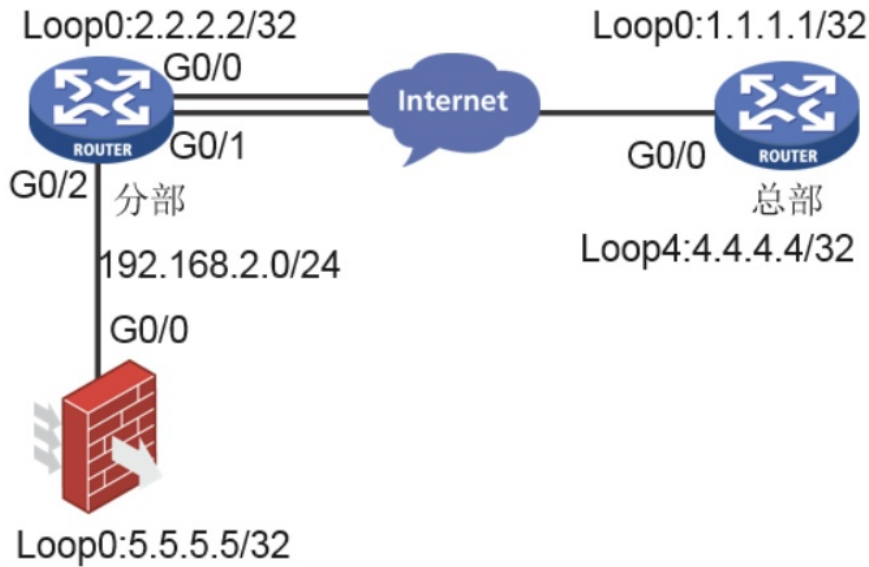 Loop0:2.2.2.2/32
Loop0:1.1.1.1/32
G0/0
Internet
ROUTER
G0/1
G0/0
ROUTER
G0/2
分部
总部
Loop4:4.4.4.4/32
192.168.2.0/24
G0/0
Loop0:5.5.5.5/32